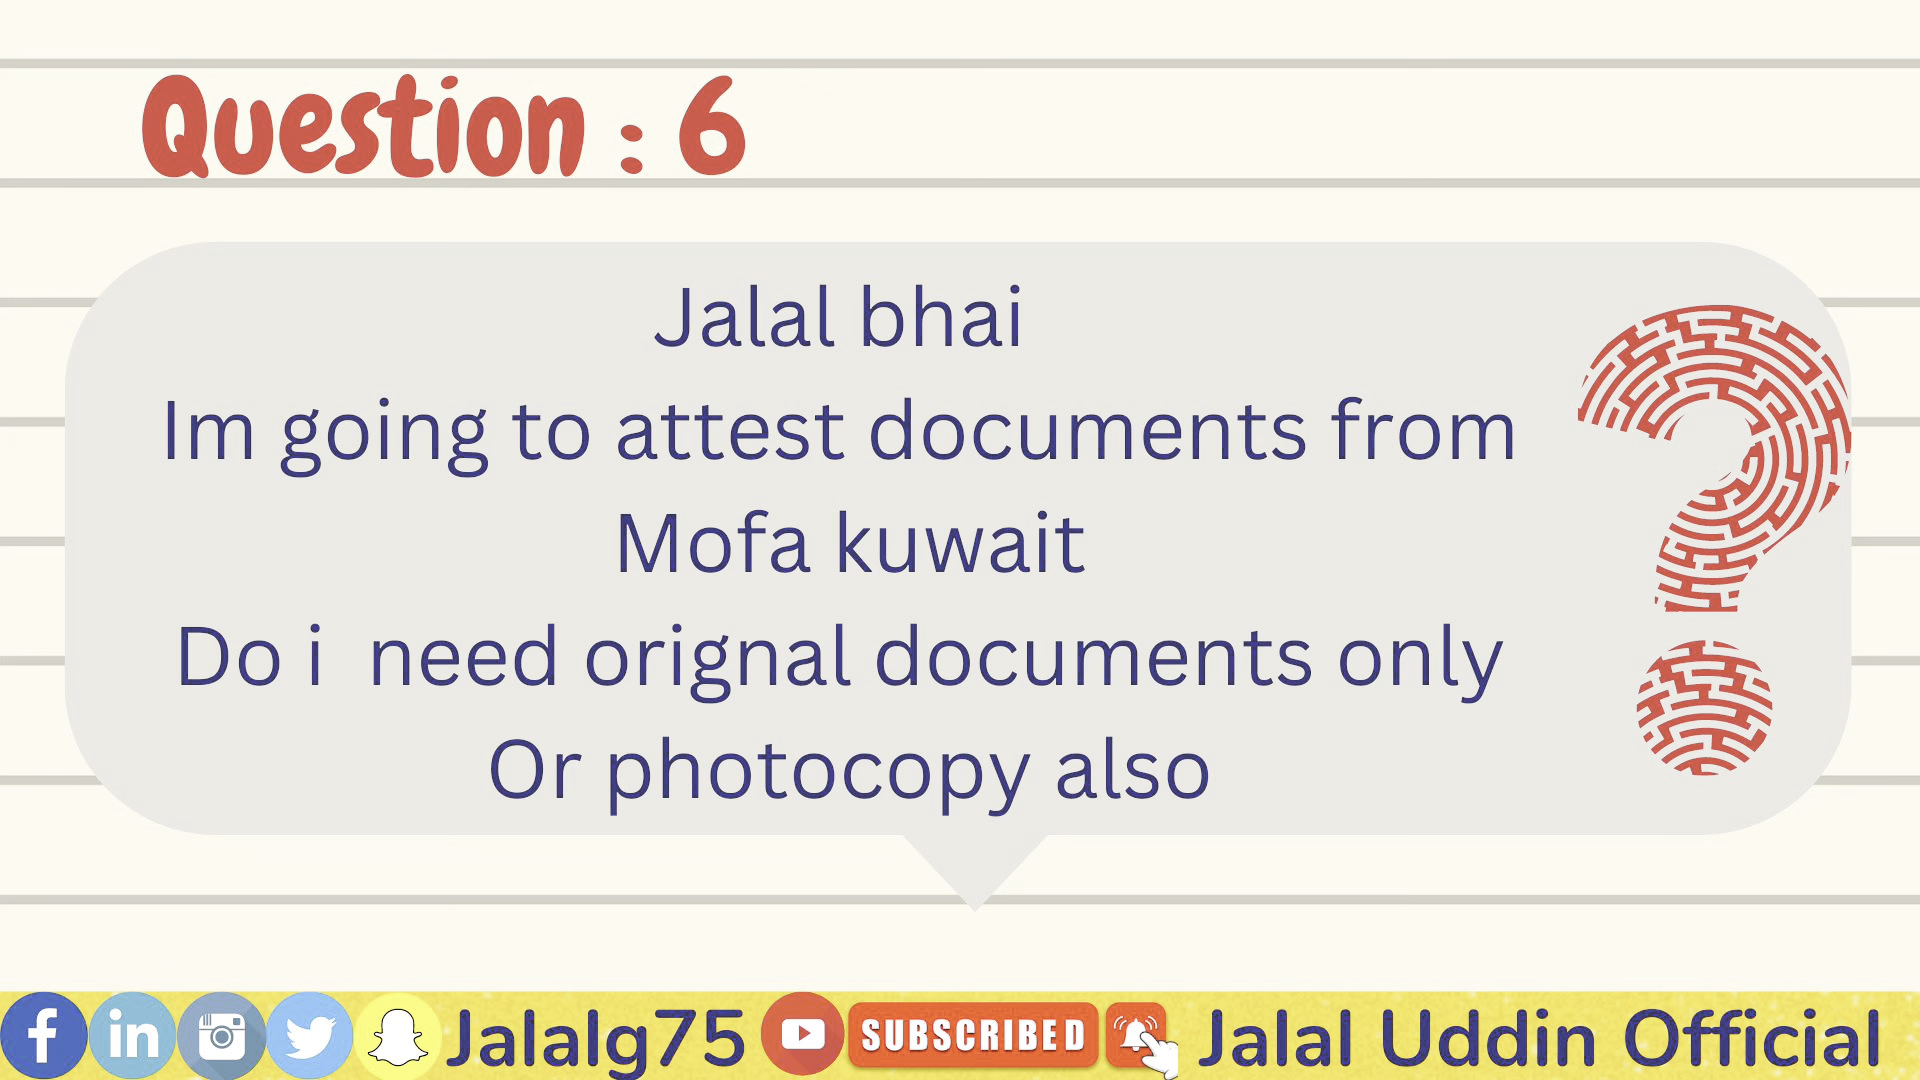 Question : 6
Jalal bhai
Im going to attest documents from
Mofa kuwait
Do i  need orignal documents only
Or photocopy also
f in Jalalg75 SUBSCRIBED Jalal Uddin Official